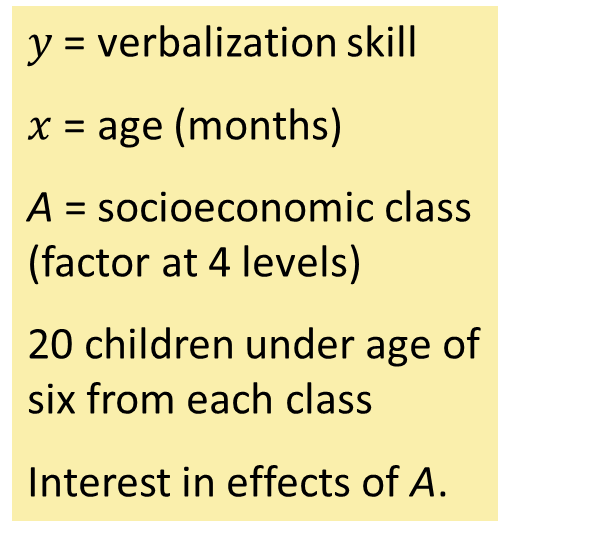 y = verbalization skill
x = age (months)
A = socioeconomic class
(factor at 4 levels)
20 children under age of
six from each class
Interest in effects of A.